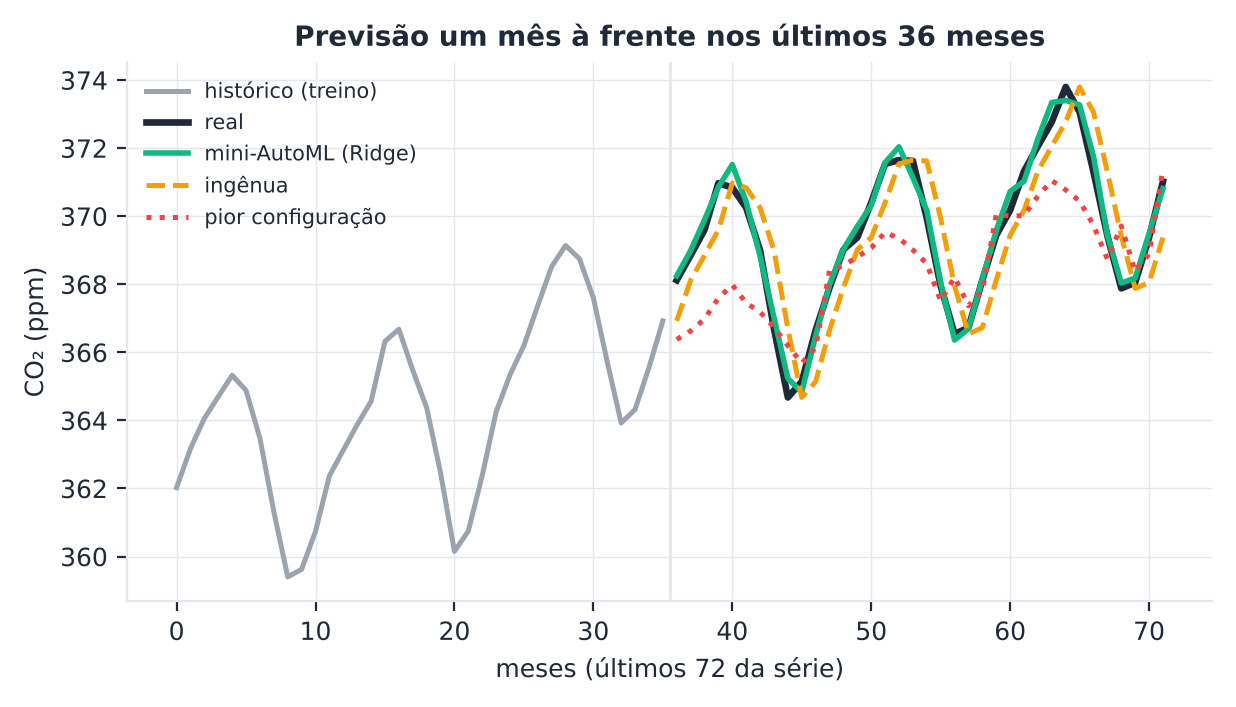 Previsão um mês à frente nos últimos 36 meses
374
372
370
368
366
364
362
360
CO₂ (ppm)
histórico (treino)
real
mini-AutoML (Ridge)
ingênua
pior configuração
0 10 20 30 40 50 60 70
meses (últimos 72 da série)